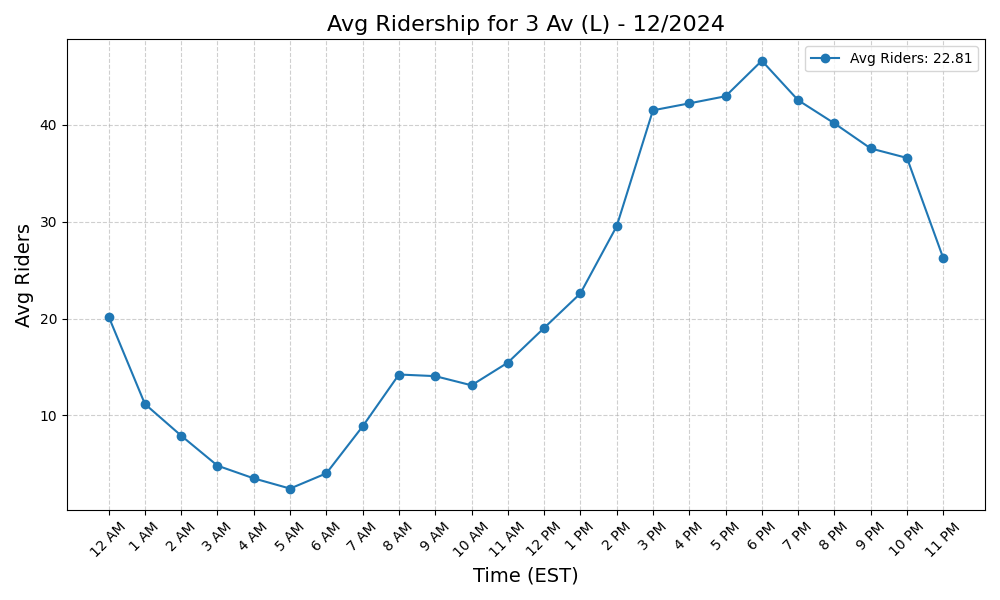 Avg Ridership for 3 Av (L) - 12/2024
Avg Riders: 22.81
Avg Riders
40
30
20
10
12 AM
1 AM
2 AM
3 AM
4 AM
5 AM
6 AM
7 AM
8 AM
9 AM
10 AM
11 AM
12 PM
1 PM
2 PM
3 PM
4 PM
5 PM
6 PM
7 PM
8 PM
9 PM
10 PM
11 PM
Time (EST)